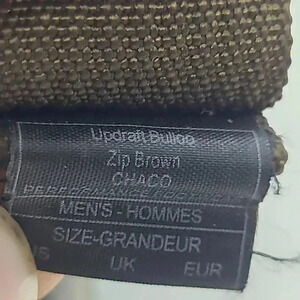 Updraft Bulloo
Zip Brown
CHACO
MEN'S - HOMMES
SIZE-GRANDEUR
UK EUR